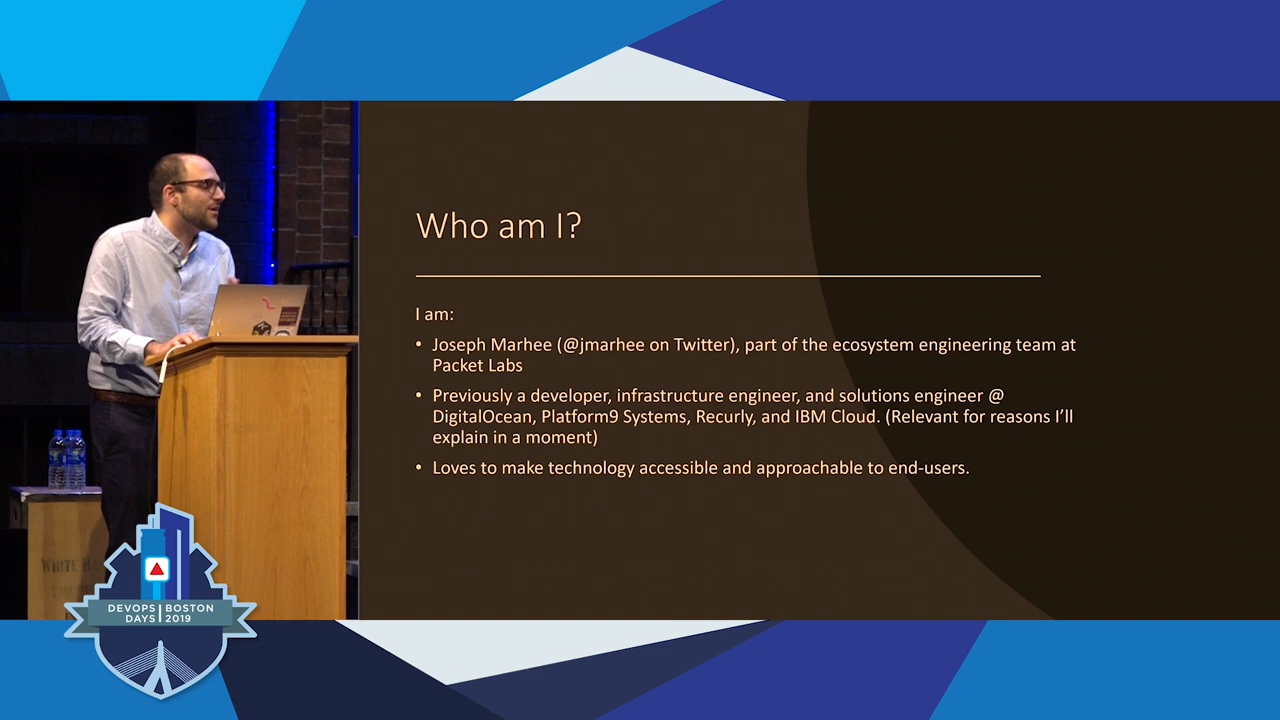 Who am I?
I am:
• Joseph Marhee (@jmarhee on Twitter), part of the ecosystem engineering team at
Packet Labs
• Previously a developer, infrastructure engineer, and solutions engineer @
DigitalOcean, Platform9 Systems, Recurly, and IBM Cloud. (Relevant for reasons I'll
explain in a moment)
• Loves to make technology accessible and approachable to end-users.
WHITE
DEVOPS BOSTON
DAYS 2019